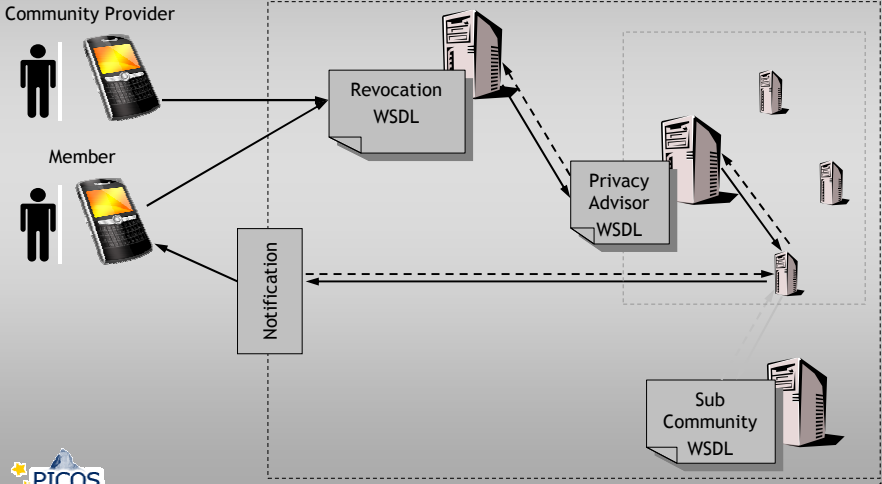 Community Provider
Revocation
WSDL
Member
Privacy
Advisor
WSDL
Notification
Sub
Community
WSDL
PICOS